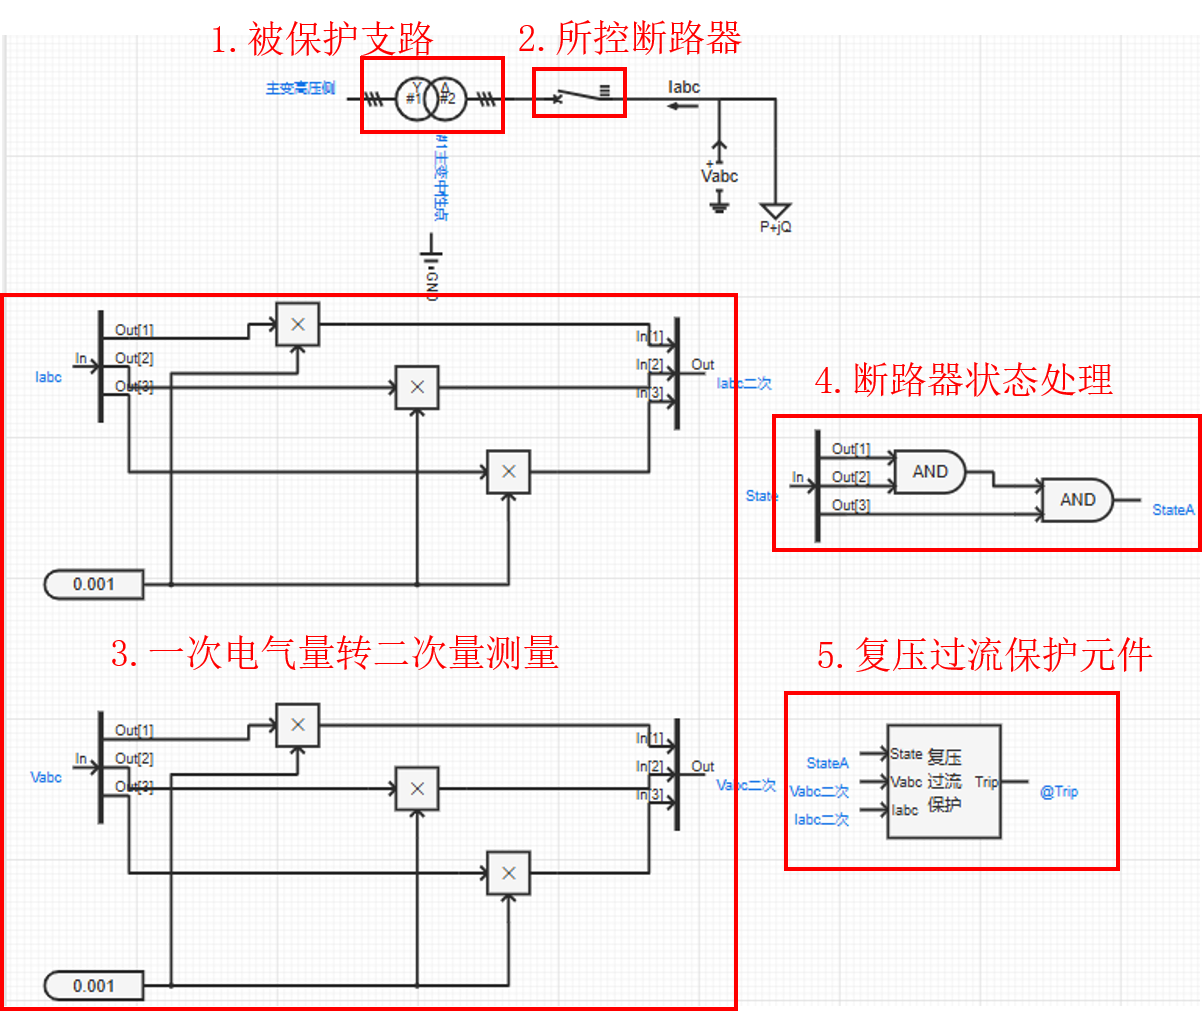 1.被保护支路
2.所控断路器
主变高压侧
Y
#1
Δ
#2
Iabc
#1主变中性点
+
Vabc
P+jQ
GND
3.一次电气量转二次量测量
In
Iabc
Out[1]
Out[2]
Out[3]
×
×
×
In[1]
In[2]
In[3]
Out
Iabc二次
0.001
In
Vabc
Out[1]
Out[2]
Out[3]
×
×
×
In[1]
In[2]
In[3]
Out
Vabc二次
0.001
4.断路器状态处理
State
In
Out[1]
Out[2]
Out[3]
AND
AND
StateA
5.复压过流保护元件
StateA
Vabc二次
Iabc二次
State
Vabc
Iabc
复压
过流
保护
Trip
@Trip